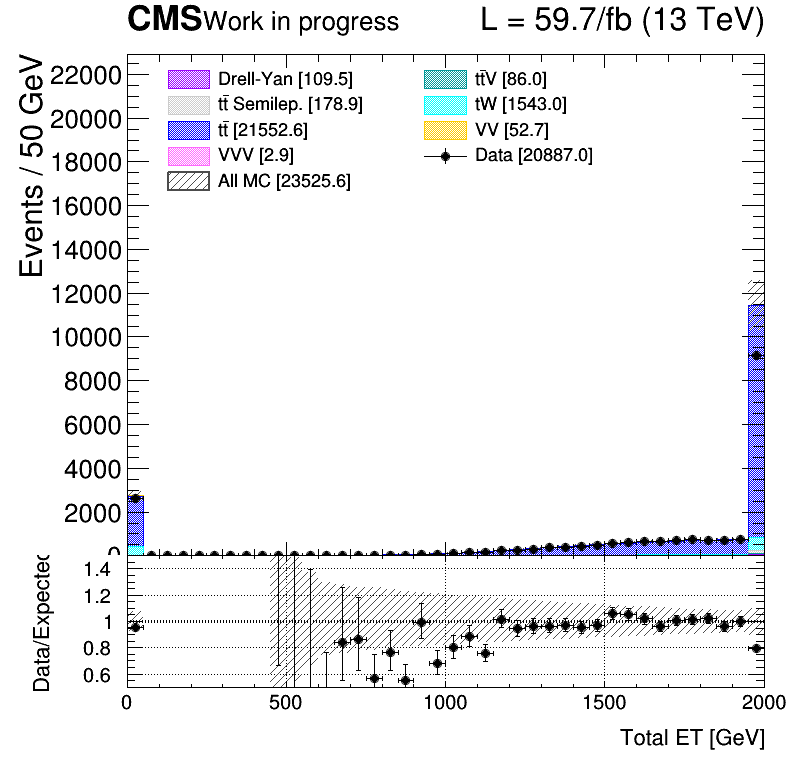 CMS Work in progress L = 59.7/fb (13 TeV)
Events / 50 GeV
22000
20000
18000
16000
14000
12000
10000
8000
6000
4000
2000
0
Drell-Yan [109.5]
tt̄ Semilep. [178.9]
tt̄ [21552.6]
VVV [2.9]
All MC [23525.6]
tt̄V [86.0]
tW [1543.0]
VV [52.7]
Data [20887.0]
Data/Expected
1.4
1.2
1
0.8
0.6
0 500 1000 1500 2000
Total ET [GeV]